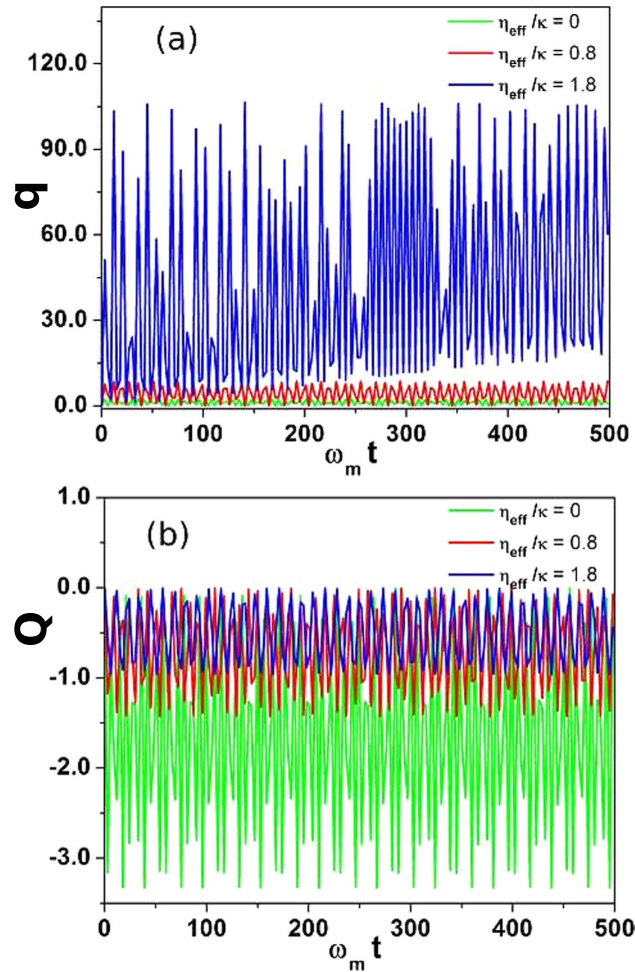 (a)
η_eff /κ = 0
η_eff /κ = 0.8
η_eff /κ = 1.8
120.0
90.0
60.0
30.0
0.0
q
0 100 200 300 400 500
ω_m t
(b)
η_eff /κ = 0
η_eff /κ = 0.8
η_eff /κ = 1.8
1.0
0.0
-1.0
-2.0
-3.0
Q
0 100 200 300 400 500
ω_m t